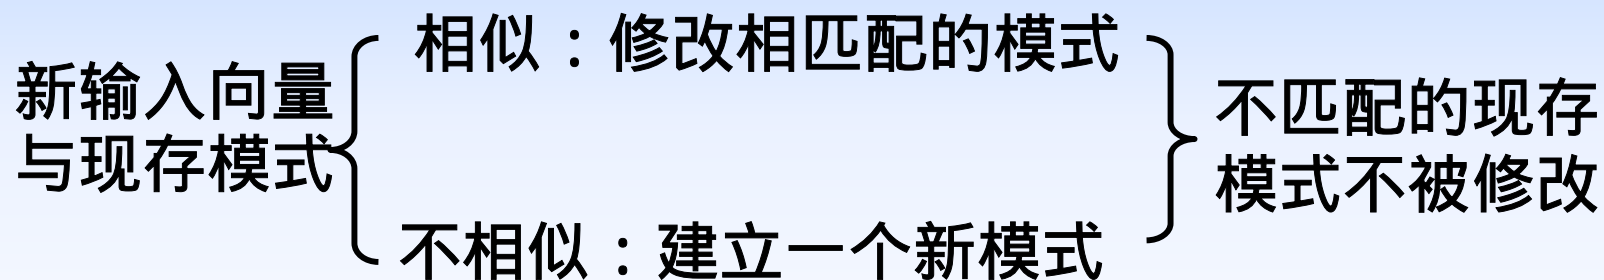 新输入向量
与现存模式
相似：修改相匹配的模式
不相似：建立一个新模式
不匹配的现存
模式不被修改